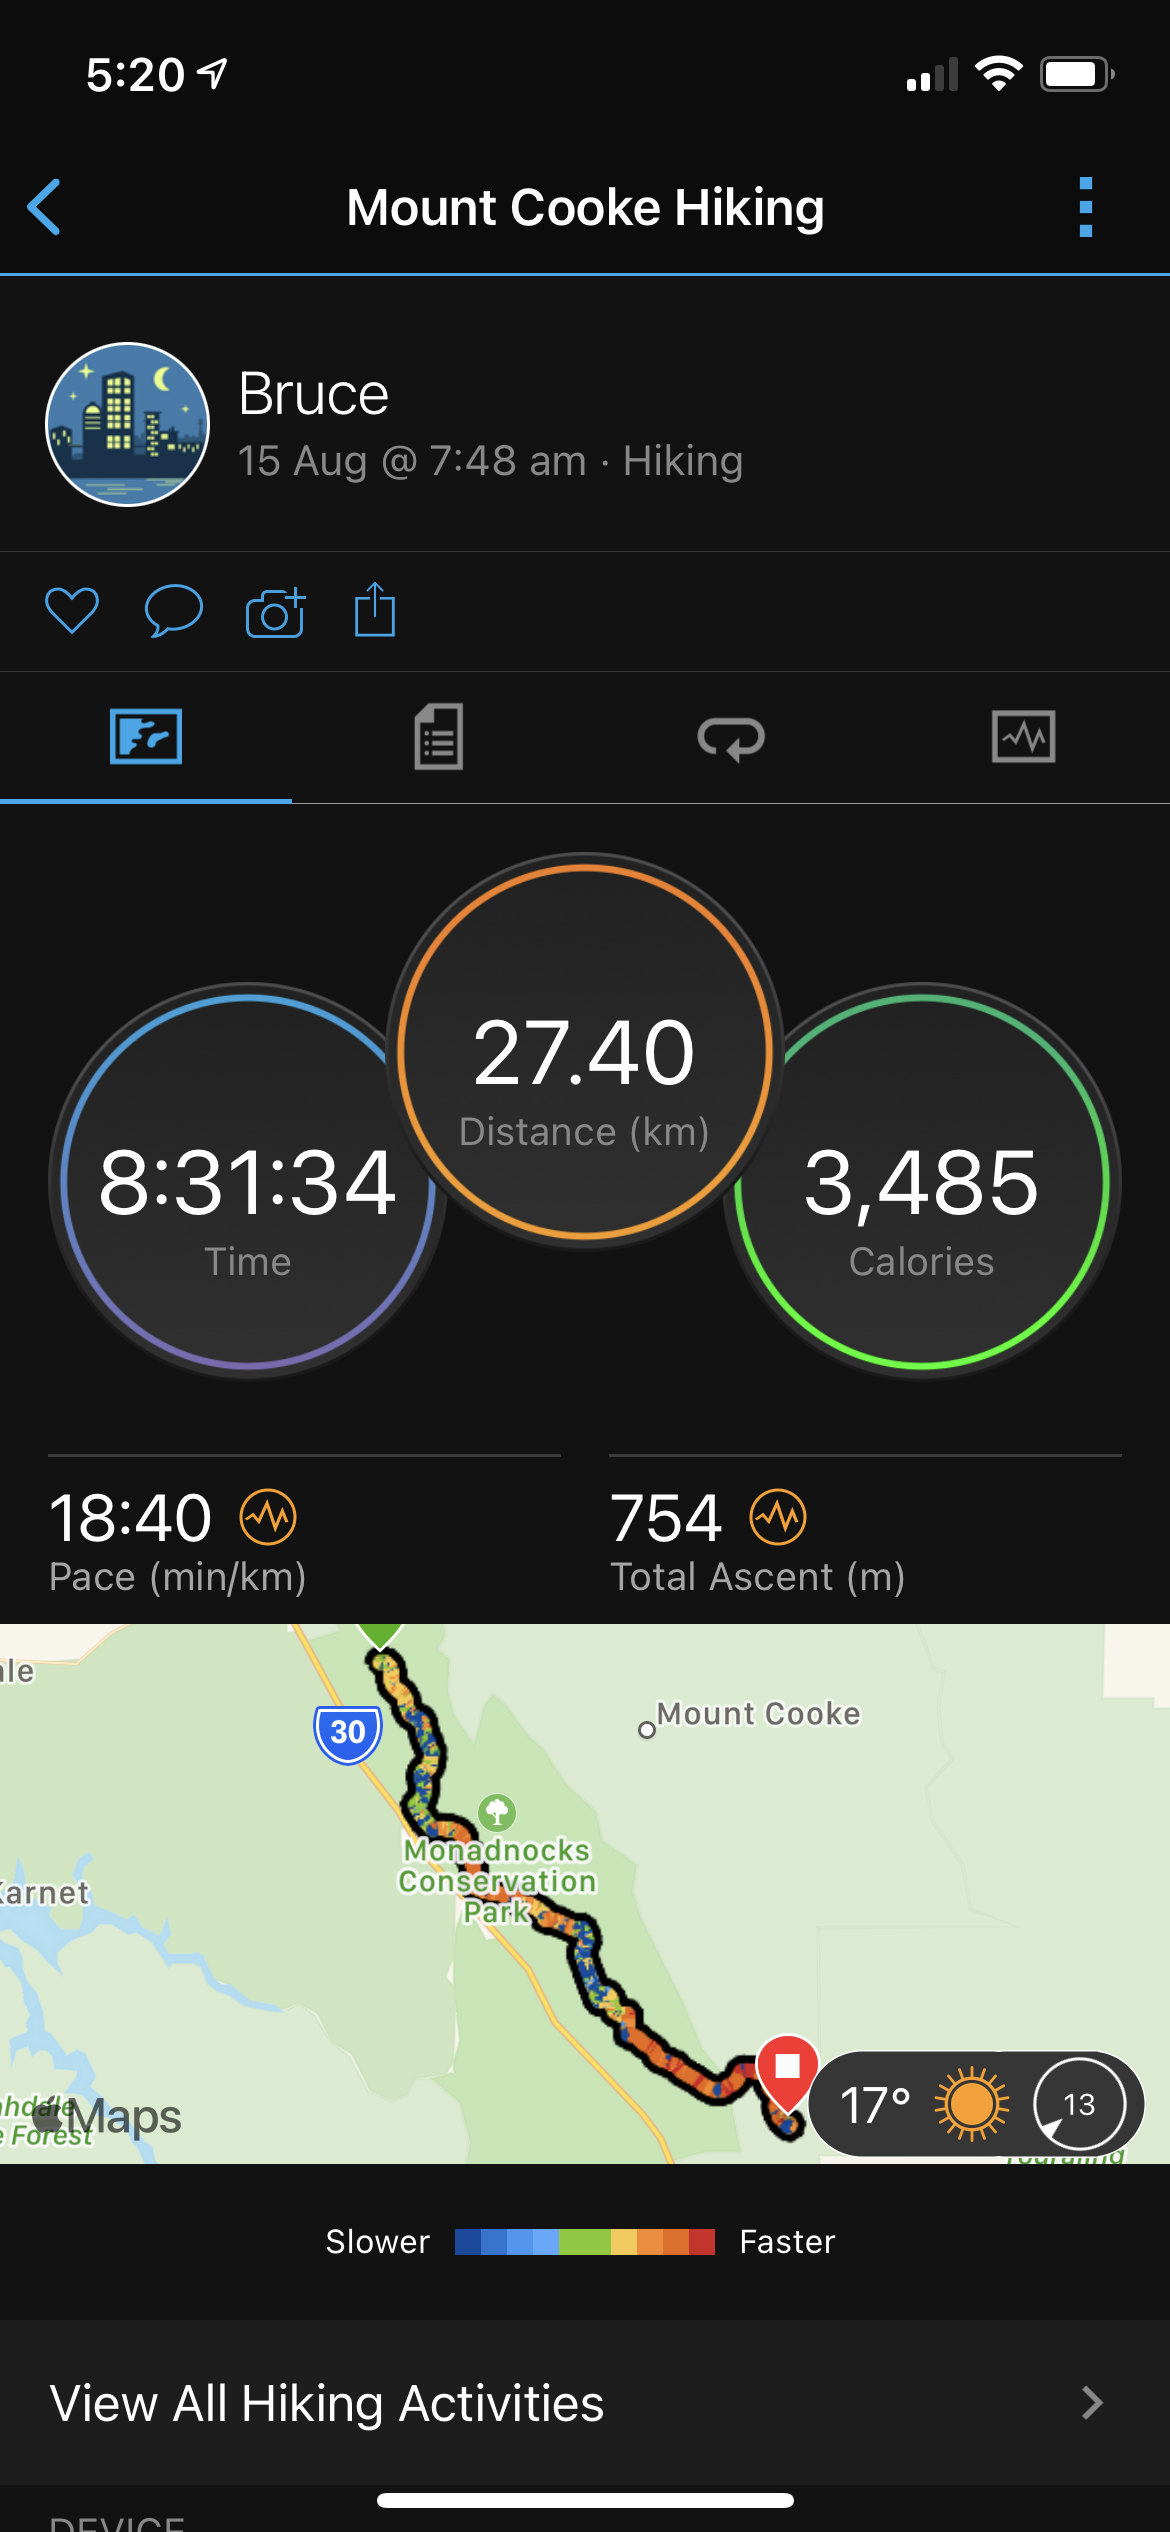 5:20
Mount Cooke Hiking
Bruce
15 Aug @ 7:48 am · Hiking
27.40
Distance (km)
8:31:34
Time
3,485
Calories
18:40
Pace (min/km)
754
Total Ascent (m)
ale
30
Mount Cooke
Monadnocks
Conservation
Park
Karnet
Maps
e Forest
17°
13
Slower
Faster
View All Hiking Activities
DEVICE